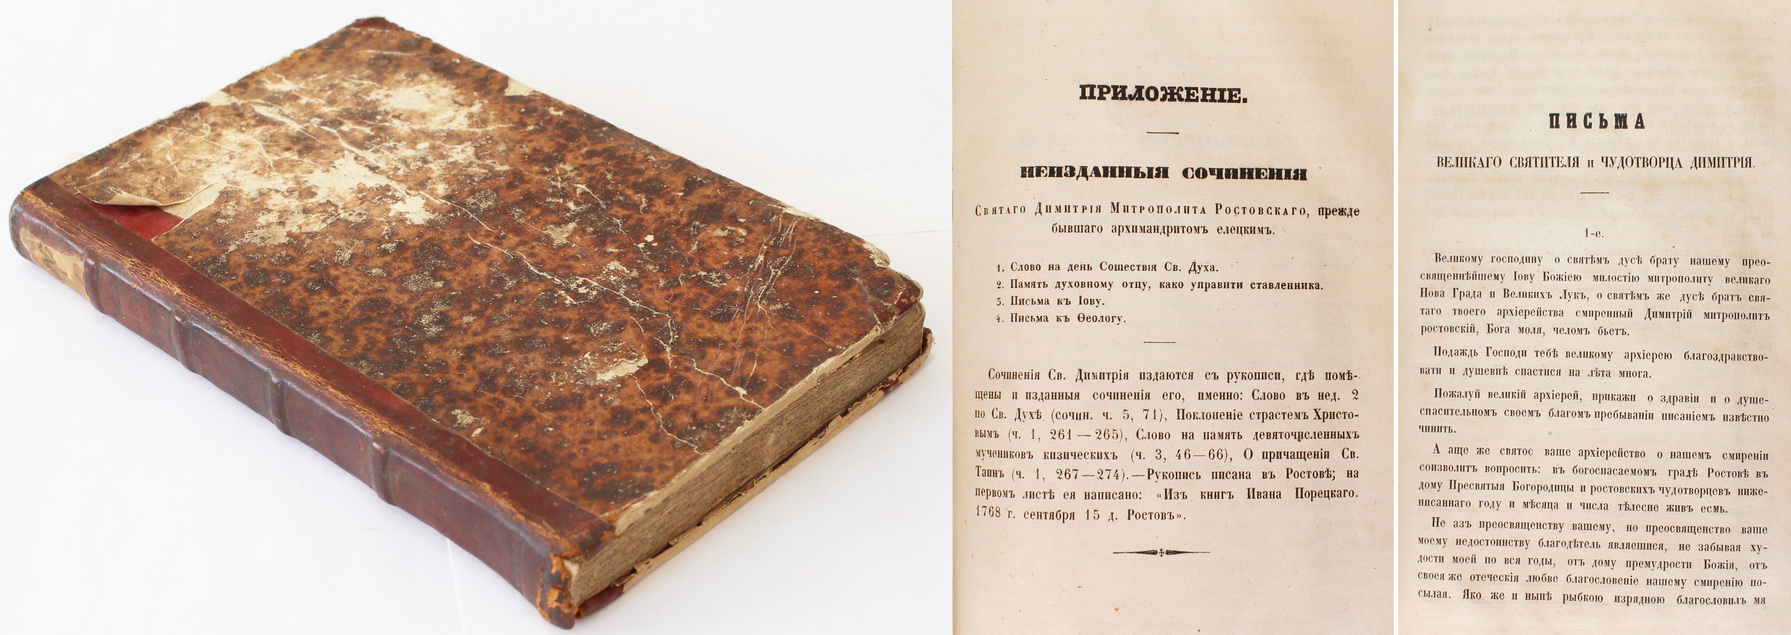 ПРИЛОЖЕНІЕ.
НЕИЗДАННЫЯ СОЧИНЕНІЯ
Святаго Димитрія Митрополита Ростовскаго, прежде
бывшаго архимандритомъ елецкимъ.
1. Слово на день Сошествія Св. Духа.
2. Память духовному отцу, како управити ставленника.
3. Письма къ Іову.
4. Письма къ Ѳеологу.
Сочиненія Св. Димитрія издаются съ рукописи, гдѣ помѣ-
щены и изданныя сочиненія его, именно: Слово въ нед. 2
по Св. Духѣ (сочин. ч. 5, 71), Поклоненіе страстемъ Христо-
вымъ (ч. 1, 261—265), Слово на память девяточисленныхъ
мучениковъ кизическихъ (ч. 3, 46—66), О причащеніи Св.
Таинъ (ч. 1, 267—274).—Рукопись писана въ Ростовѣ; на
первомъ листѣ ея написано: «Изъ книгъ Ивана Порецкаго.
1768 г. сентября 15 д. Ростовъ».
ПИСЬМА
ВЕЛИКАГО СВЯТИТЕЛЯ и ЧУДОТВОРЦА ДИМИТРІЯ.
1-е.
Великому господину о святѣмъ дусѣ брату нашему прео-
священнѣйшему Іову Божіею милостію митрополиту великаго
Нова Града и Великихъ Лукъ, о святѣмъ же дусѣ братъ свя-
таго твоего архіерейства смиренный Димитрій митрополитъ
ростовскій, Бога моля, челомъ бьетъ.
Подаждь Господи тебѣ великому архіерею благоздравство-
вати и душевнѣ спастися на лѣта многа.
Пожалуй великій архіерей, прикажи о здравіи и о душе-
спасительномъ своемъ благомъ пребываніи писаніемъ извѣстно
чинить.
А аще же святое ваше архіерейство о нашемъ смиреніи
соизволитъ вопросить: въ богоспасаемомъ градѣ Ростовѣ въ
дому Пресвятыя Богородицы и ростовскихъ чудотворцевъ ниже-
писаннаго году и мѣсяца и числа тѣлесне живъ есмь.
Не азъ преосвященству вашему, но преосвященство ваше
моему недостоинству благодѣтель являешися, не забывая ху-
дости моей по вся годы, отъ дому премудрости Божія, отъ
своея же отеческія любве благословеніе нашему смиренію по-
сылая. Яко же и нынѣ рыбкою изрядною благословилъ мя